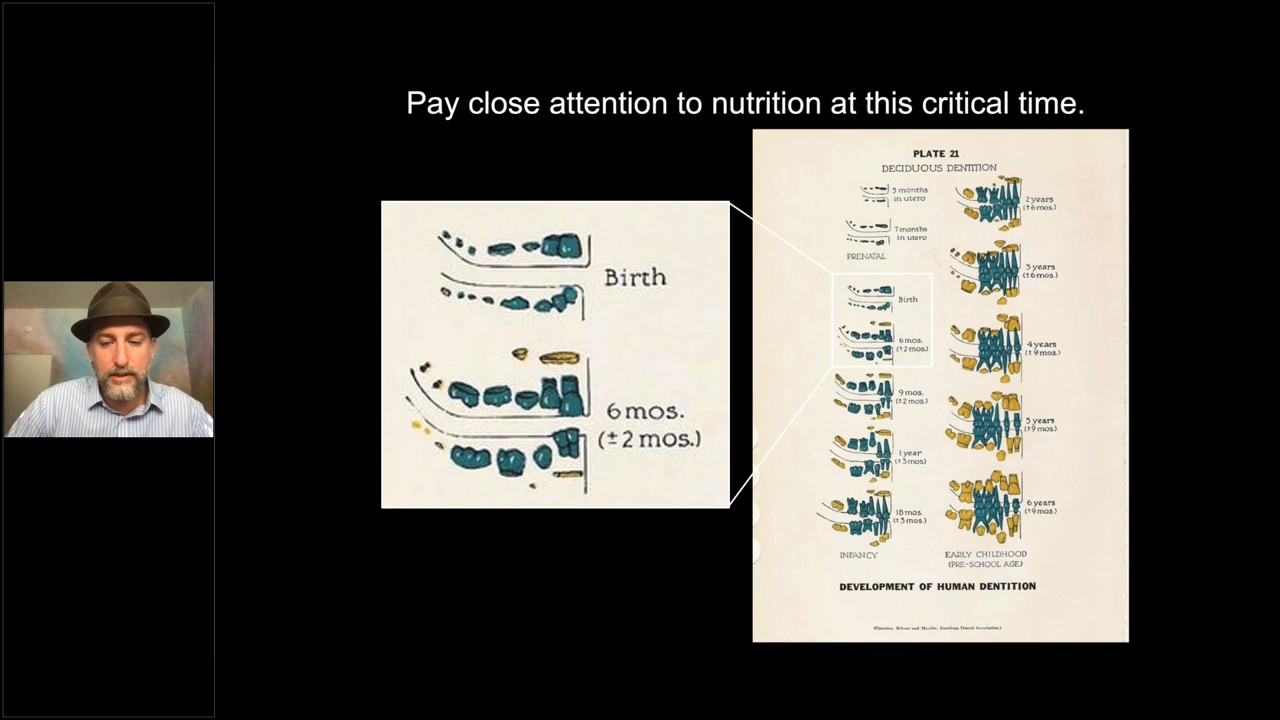 Pay close attention to nutrition at this critical time.
Birth
6 mos.
(± 2 mos.)
PLATE 21
DECIDUOUS DENTITION
5 months
in utero
7 months
in utero
PRENATAL
Birth
6 mos.
(±2 mos.)
9 mos.
(±2 mos.)
1 year
(±3 mos.)
18 mos.
(±3 mos.)
INFANCY
2 years
(±6 mos.)
3 years
(±6 mos.)
4 years
(±9 mos.)
5 years
(±9 mos.)
6 years
(±9 mos.)
EARLY CHILDHOOD
(PRE-SCHOOL AGE)
DEVELOPMENT OF HUMAN DENTITION
American Dental Association.)